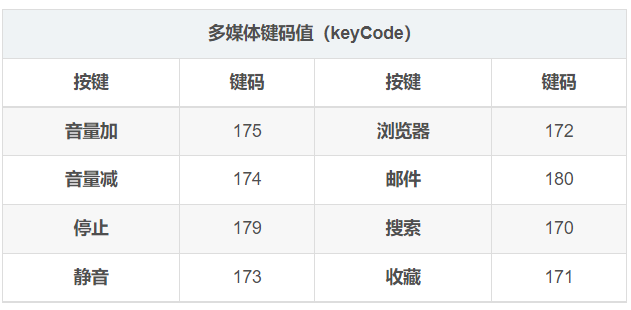 多媒体键码值（keyCode）
按键 键码 按键 键码
音量加 175 浏览器 172
音量减 174 邮件 180
停止 179 搜索 170
静音 173 收藏 171